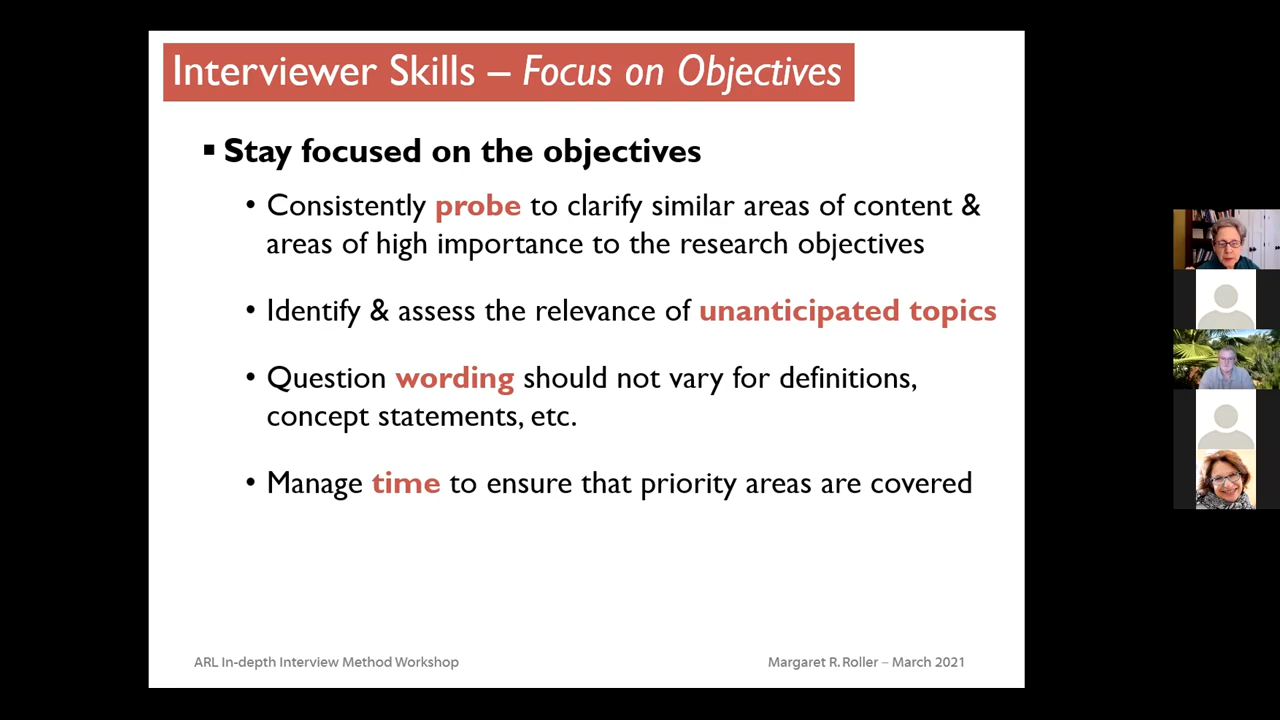 Interviewer Skills – Focus on Objectives
▪ Stay focused on the objectives
• Consistently probe to clarify similar areas of content &
areas of high importance to the research objectives
• Identify & assess the relevance of unanticipated topics
• Question wording should not vary for definitions,
concept statements, etc.
• Manage time to ensure that priority areas are covered
ARL In-depth Interview Method Workshop
Margaret R. Roller – March 2021